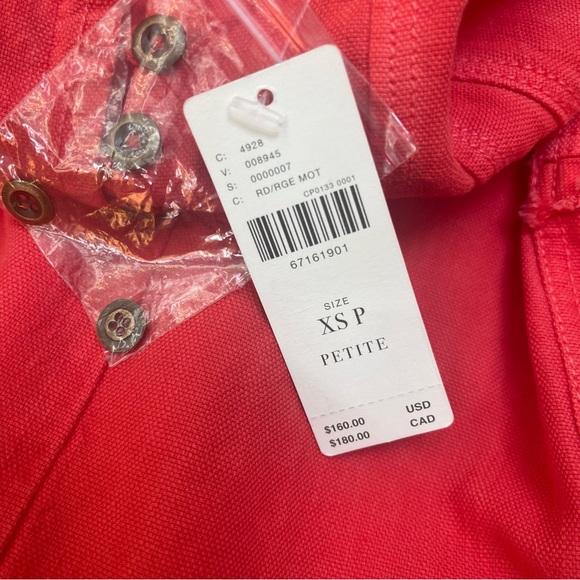 C: 4928
V: 008945
S: 0000007
C: RD/RGE MOT
CP0133 0001
67161901
SIZE
XS P
PETITE
$160.00 USD
$180.00 CAD